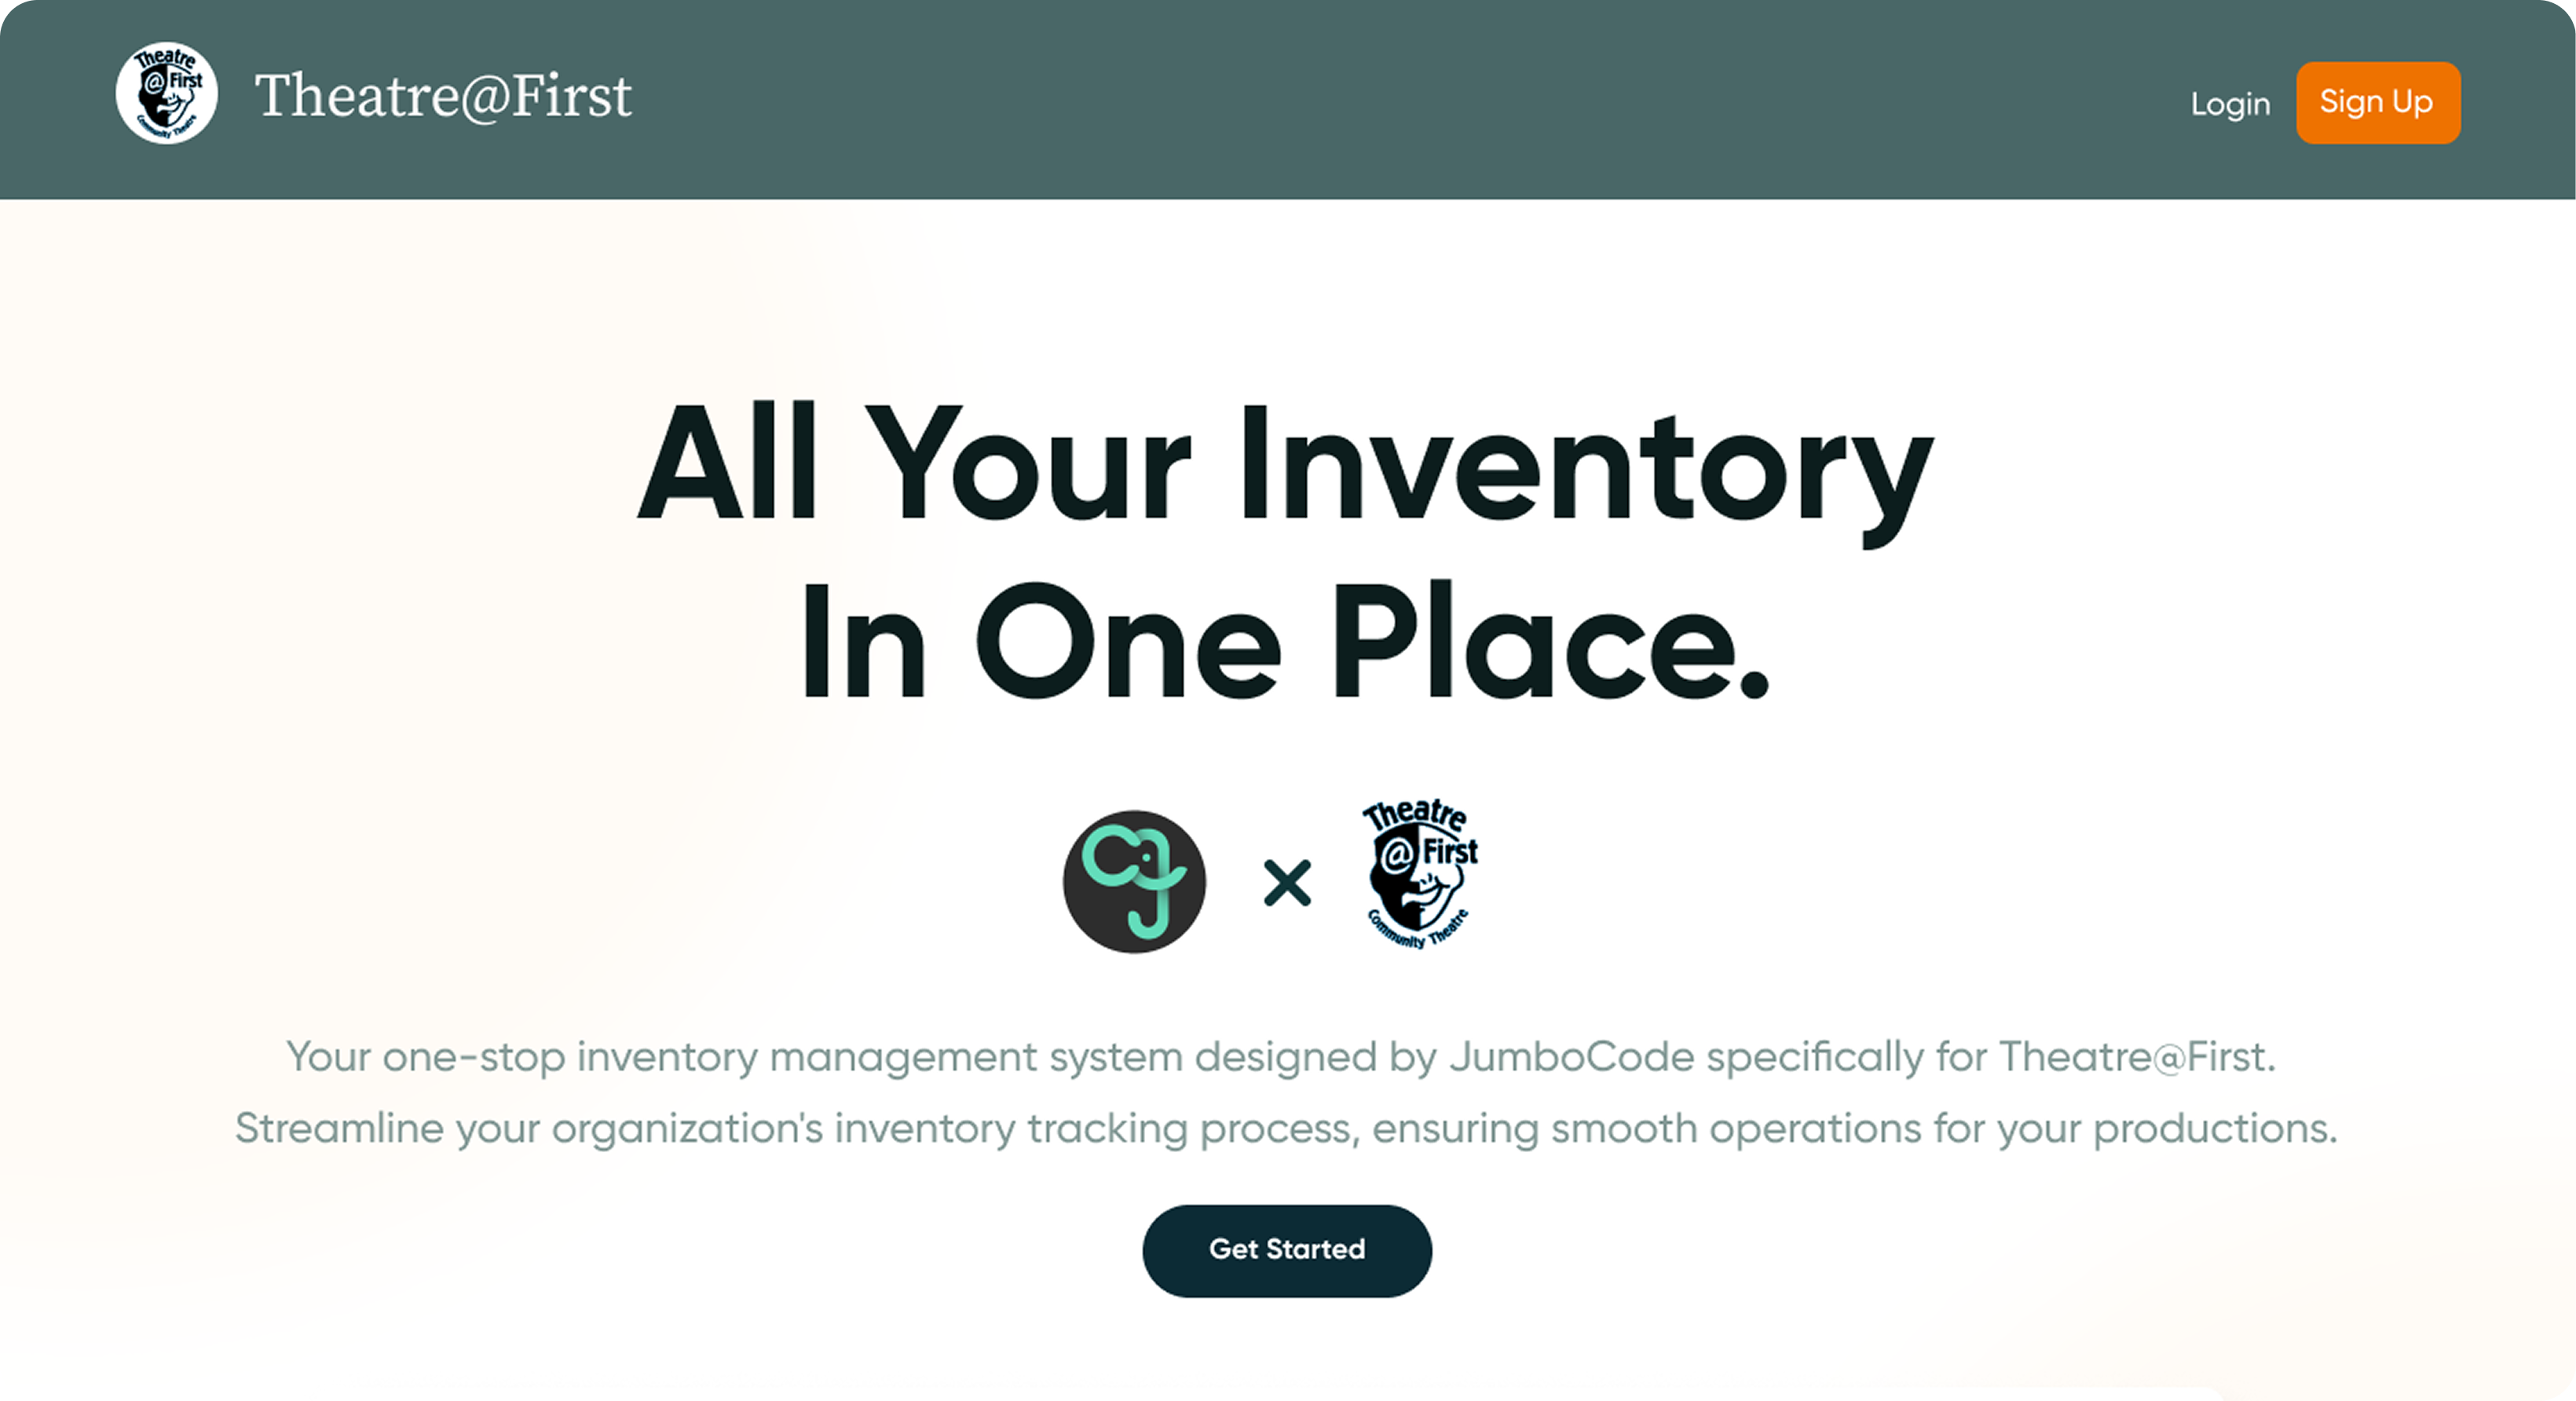 Theatre
@ First
Community Theatre
Theatre@First
Login
Sign Up
All Your Inventory
In One Place.
Theatre
@ First
Community Theatre
Your one-stop inventory management system designed by JumboCode specifically for Theatre@First.
Streamline your organization's inventory tracking process, ensuring smooth operations for your productions.
Get Started